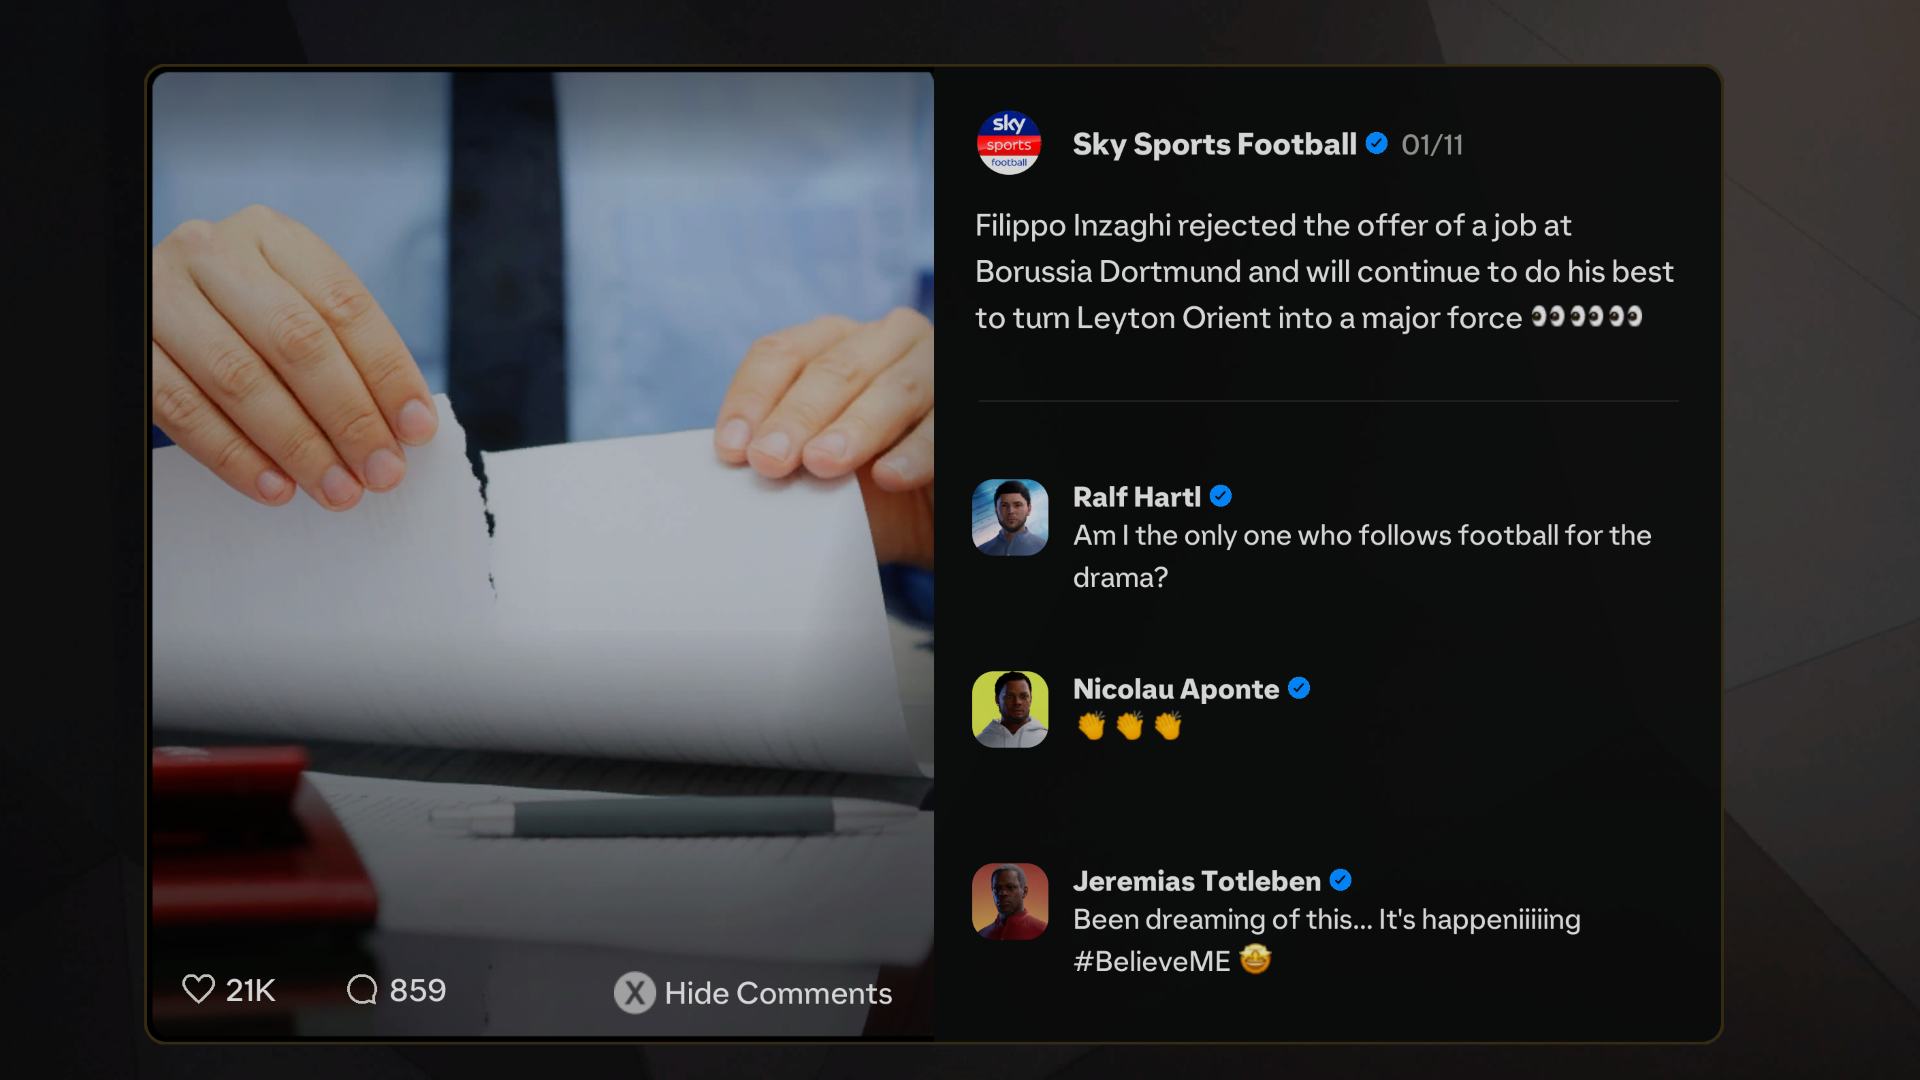 sky
sports
football
Sky Sports Football 01/11
Filippo Inzaghi rejected the offer of a job at
Borussia Dortmund and will continue to do his best
to turn Leyton Orient into a major force 👀👀👀
Ralf Hartl
Am I the only one who follows football for the
drama?
Nicolau Aponte
👏👏👏
Jeremias Totleben
Been dreaming of this... It's happeniiiiing
#BelieveME 🤩
21K
859
X Hide Comments